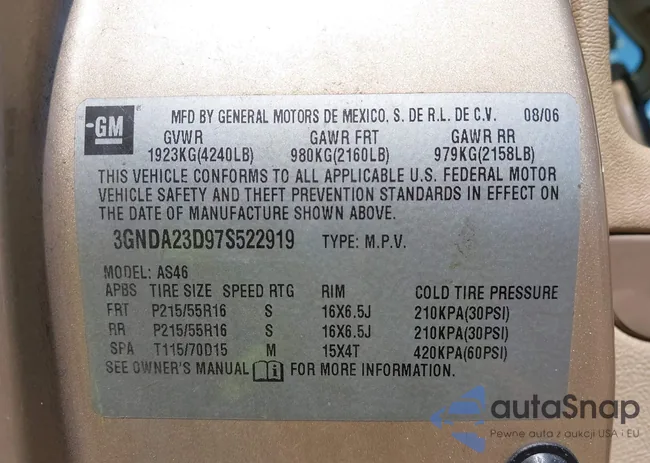 GM
MFD BY GENERAL MOTORS DE MEXICO, S. DE R.L. DE C.V. 08/06
GVWR GAWR FRT GAWR RR
1923KG(4240LB) 980KG(2160LB) 979KG(2158LB)
THIS VEHICLE CONFORMS TO ALL APPLICABLE U.S. FEDERAL MOTOR
VEHICLE SAFETY AND THEFT PREVENTION STANDARDS IN EFFECT ON
THE DATE OF MANUFACTURE SHOWN ABOVE.
3GNDA23D97S522919 TYPE: M.P.V.
MODEL: AS46
APBS TIRE SIZE SPEED RTG RIM COLD TIRE PRESSURE
FRT P215/55R16 S 16X6.5J 210KPA(30PSI)
RR P215/55R16 S 16X6.5J 210KPA(30PSI)
SPA T115/70D15 M 15X4T 420KPA(60PSI)
SEE OWNER'S MANUAL FOR MORE INFORMATION.
autaSnap
Pewne auta z aukcji USA i EU